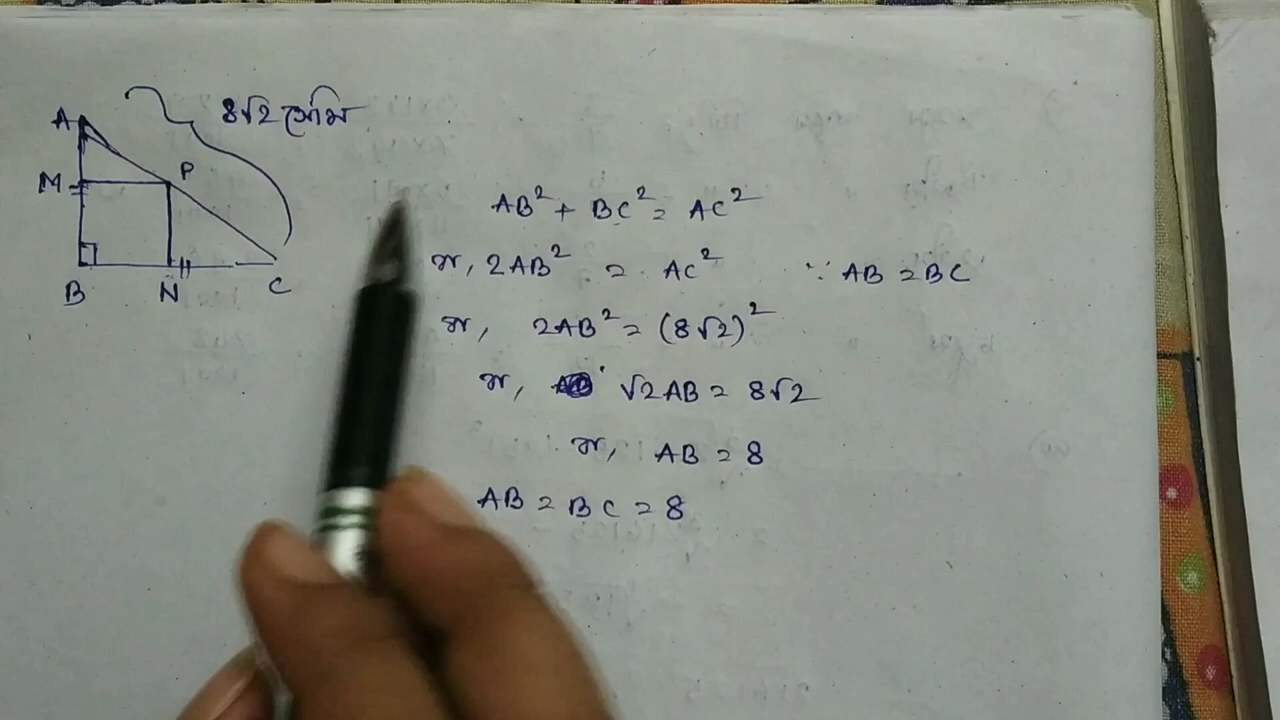 8√2 সেমি
A
M
P
B
N
C
AB² + BC² = AC²
বা, 2AB² = AC² ∵ AB = BC
বা, 2AB² = (8√2)²
বা, √2AB = 8√2
বা, AB = 8
AB = BC = 8